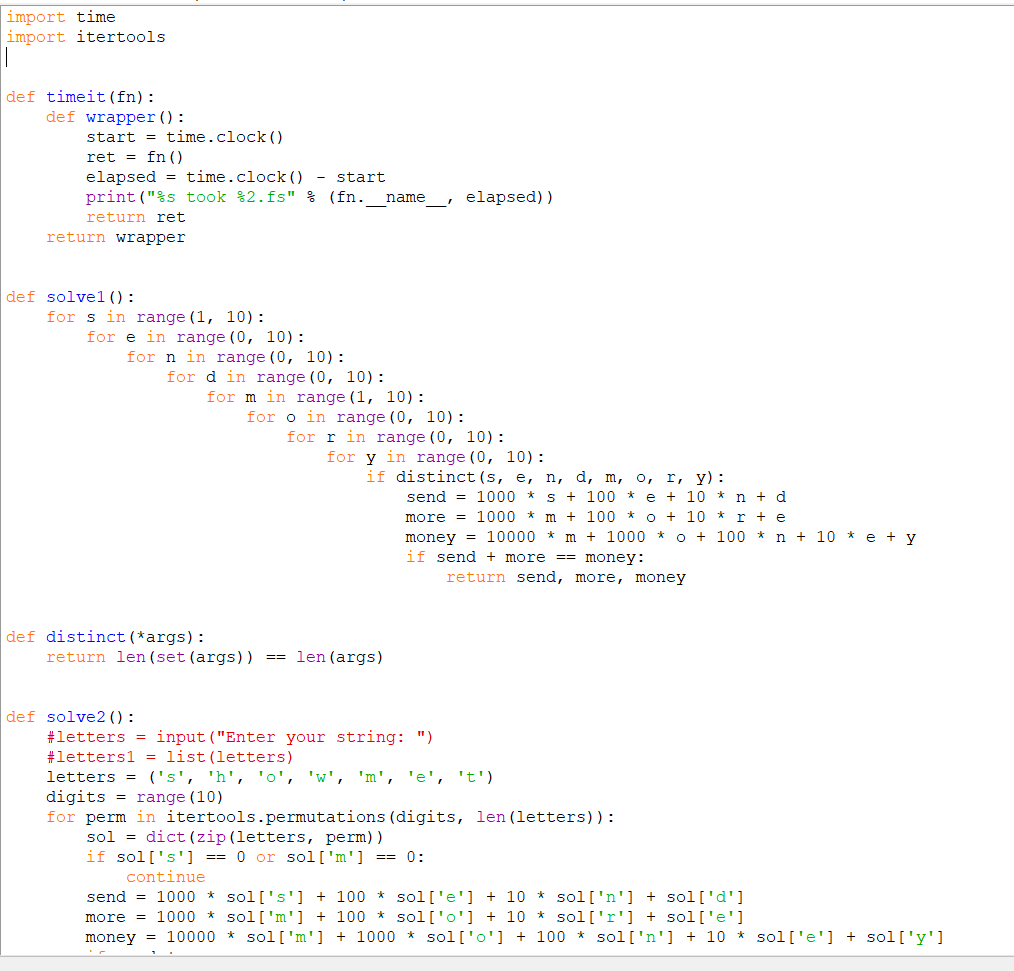 import time
import itertools

def timeit(fn):
    def wrapper():
        start = time.clock()
        ret = fn()
        elapsed = time.clock() - start
        print("%s took %2.fs" % (fn.__name__, elapsed))
        return ret
    return wrapper

def solve1():
    for s in range(1, 10):
        for e in range(0, 10):
            for n in range(0, 10):
                for d in range(0, 10):
                    for m in range(1, 10):
                        for o in range(0, 10):
                            for r in range(0, 10):
                                for y in range(0, 10):
                                    if distinct(s, e, n, d, m, o, r, y):
                                        send = 1000 * s + 100 * e + 10 * n + d
                                        more = 1000 * m + 100 * o + 10 * r + e
                                        money = 10000 * m + 1000 * o + 100 * n + 10 * e + y
                                        if send + more == money:
                                            return send, more, money

def distinct(*args):
    return len(set(args)) == len(args)

def solve2():
    #letters = input("Enter your string: ")
    #letters1 = list(letters)
    letters = ('s', 'h', 'o', 'w', 'm', 'e', 't')
    digits = range(10)
    for perm in itertools.permutations(digits, len(letters)):
        sol = dict(zip(letters, perm))
        if sol['s'] == 0 or sol['m'] == 0:
            continue
        send = 1000 * sol['s'] + 100 * sol['e'] + 10 * sol['n'] + sol['d']
        more = 1000 * sol['m'] + 100 * sol['o'] + 10 * sol['r'] + sol['e']
        money = 10000 * sol['m'] + 1000 * sol['o'] + 100 * sol['n'] + 10 * sol['e'] + sol['y']